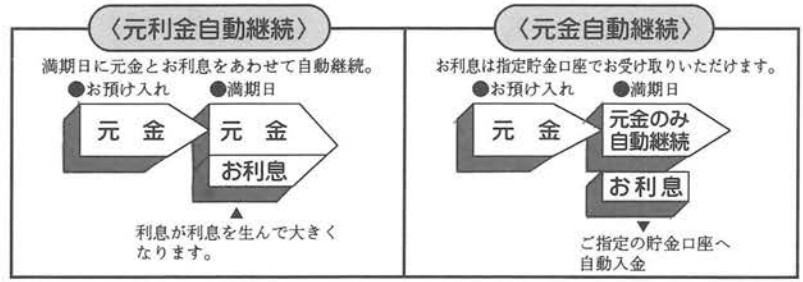 〈元利金自動継続〉
満期日に元金とお利息をあわせて自動継続。
●お預け入れ
●満期日
元 金
元 金
お利息
▲
利息が利息を生んで大きく
なります。
〈元金自動継続〉
お利息は指定貯金口座でお受け取りいただけます。
●お預け入れ
●満期日
元 金
元金のみ
自動継続
お利息
▼
ご指定の貯金口座へ
自動入金